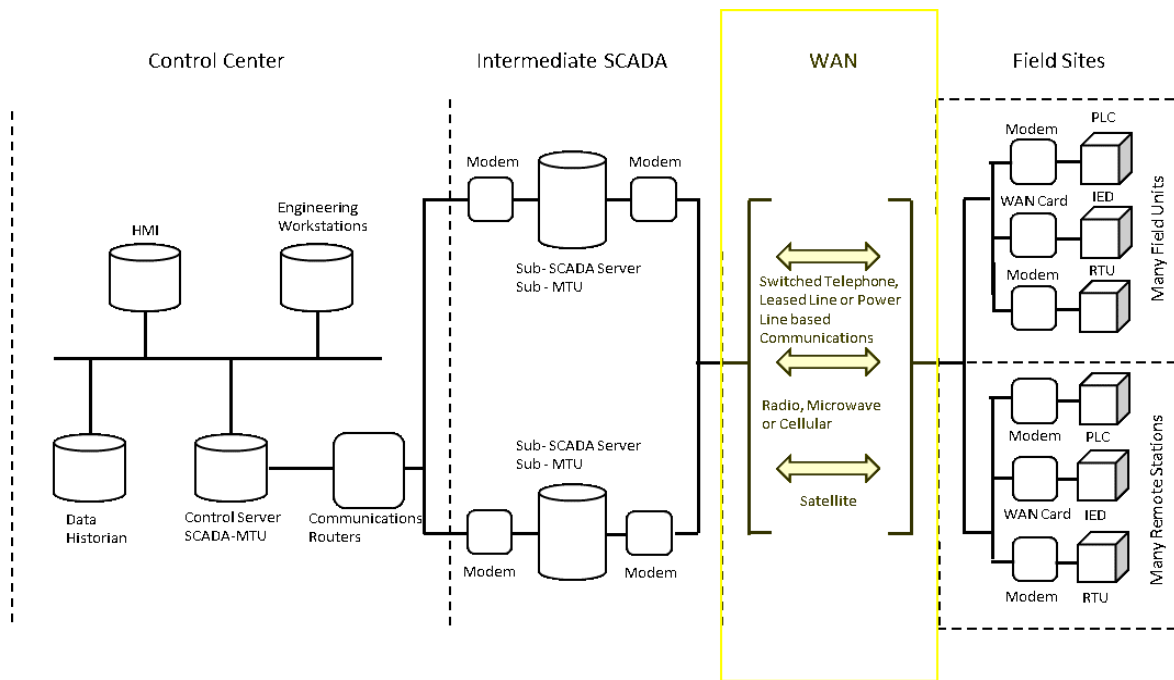 Control Center
Intermediate SCADA
WAN
Field Sites
HMI
Engineering
Workstations
Data
Historian
Control Server
SCADA-MTU
Communications
Routers
Modem
Modem
Sub- SCADA Server
Sub - MTU
Sub- SCADA Server
Sub - MTU
Modem
Modem
Switched Telephone,
Leased Line or Power
Line based
Communications
Radio, Microwave
or Cellular
Satellite
PLC
Modem
WAN Card
IED
Modem
RTU
Many Field Units
Modem
PLC
WAN Card
IED
Modem
RTU
Many Remote Stations